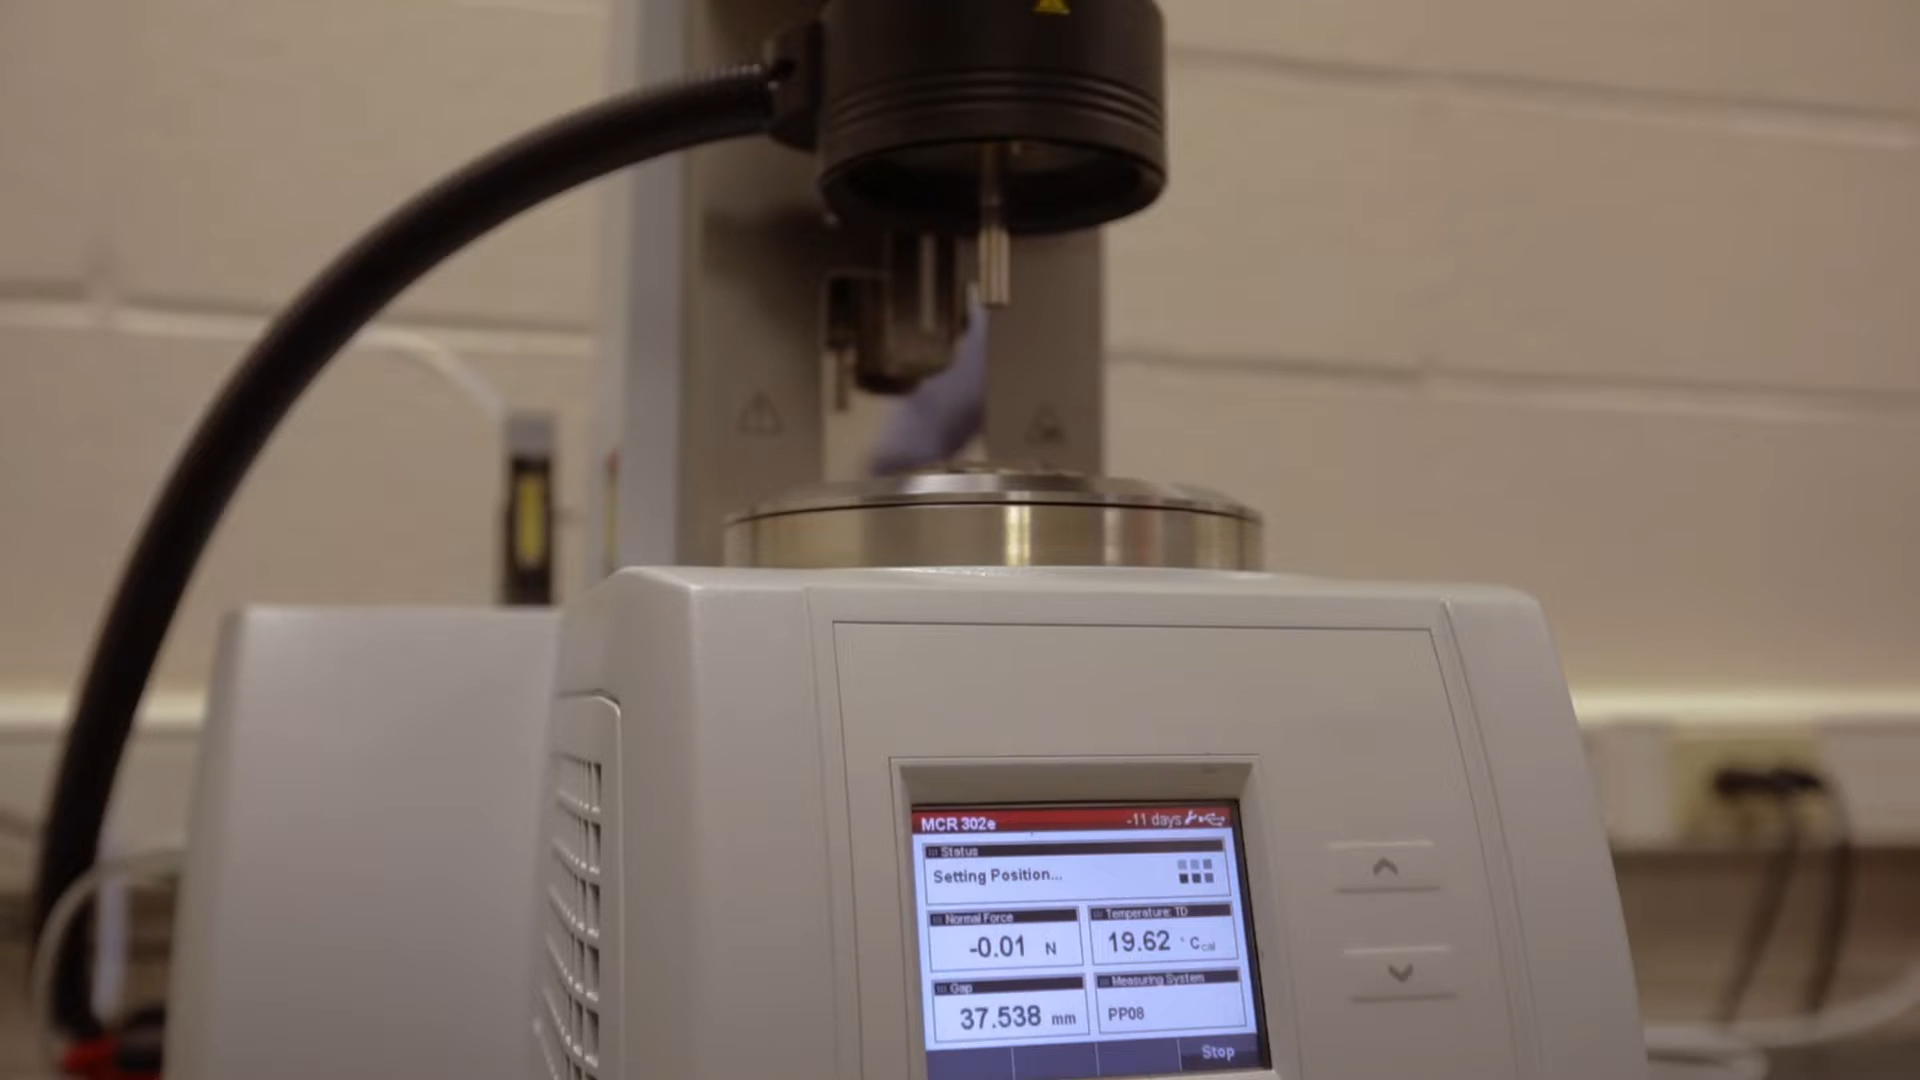 MCR 302e -11 days
Status
Setting Position...
Normal Force
-0.01 N
Temperature: TD
19.62 °C cal
Gap
37.538 mm
Measuring System
PP08
Stop